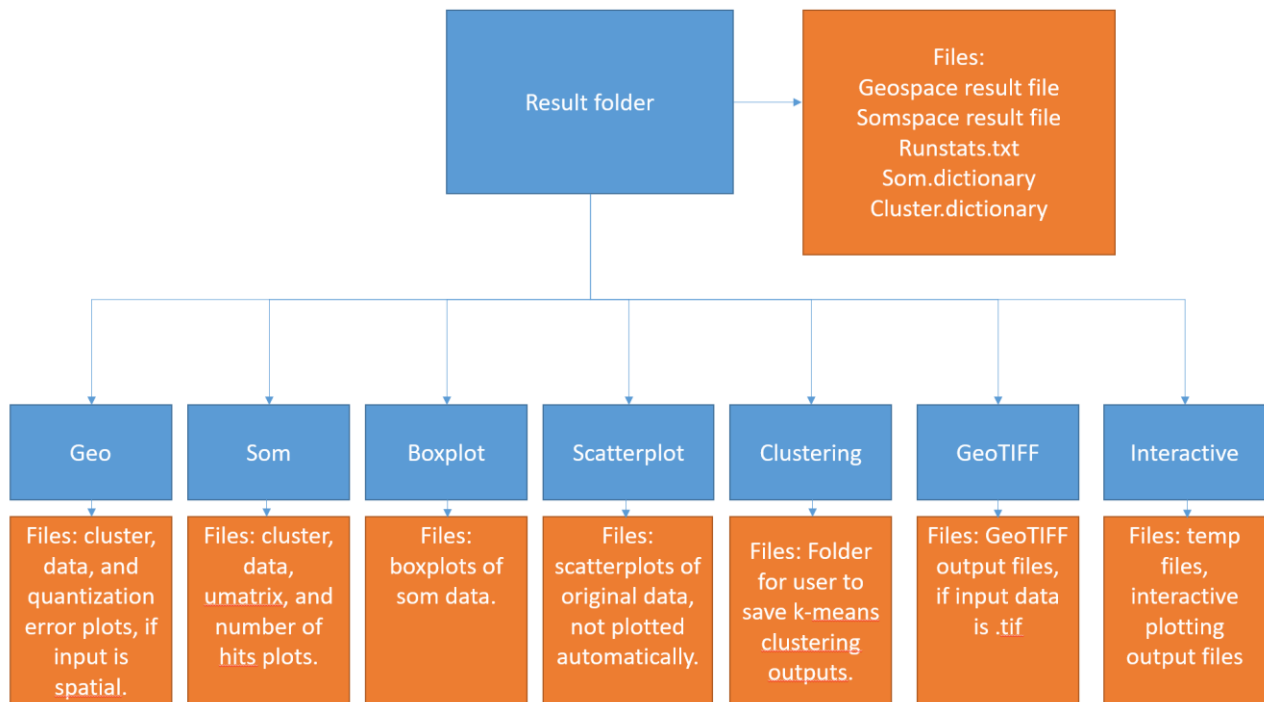 Result folder
Files:
Geospace result file
Somspace result file
Runstats.txt
Som.dictionary
Cluster.dictionary
Geo
Som
Boxplot
Scatterplot
Clustering
GeoTIFF
Interactive
Files: cluster,
data, and
quantization
error plots, if
input is
spatial.
Files: cluster,
data,
umatrix, and
number of
hits plots.
Files:
boxplots of
som data.
Files:
scatterplots of
original data,
not plotted
automatically.
Files: Folder
for user to
save k-means
clustering
outputs.
Files: GeoTIFF
output files,
if input data
is .tif
Files: temp
files,
interactive
plotting
output files